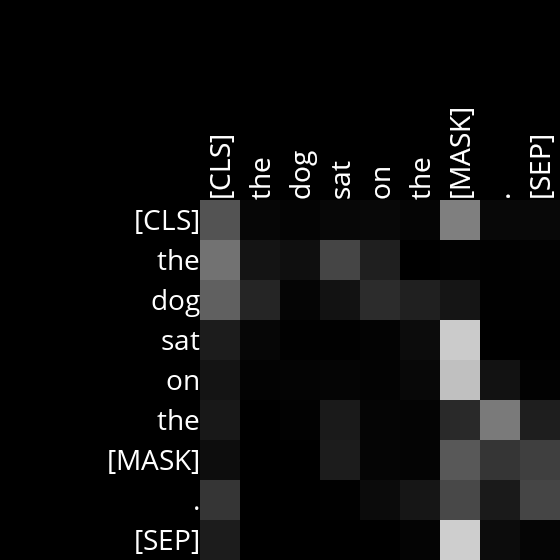 [CLS] the dog sat on the [MASK] . [SEP]
[CLS]
the
dog
sat
on
the
[MASK]
.
[SEP]